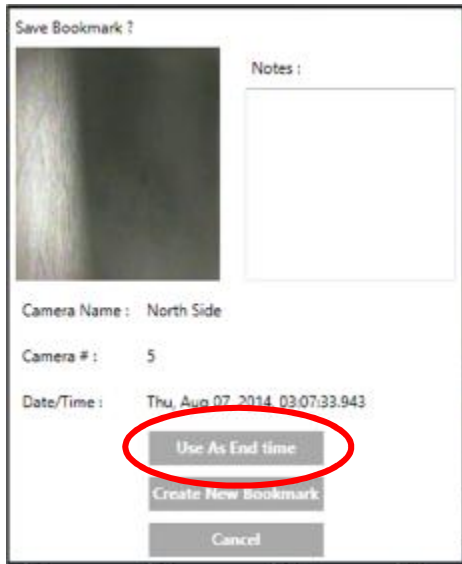 Save Bookmark ?
Notes :
Camera Name : North Side
Camera # : 5
Date/Time : Thu, Aug 07, 2014 03:07:33.943
Use As End time
Create New Bookmark
Cancel